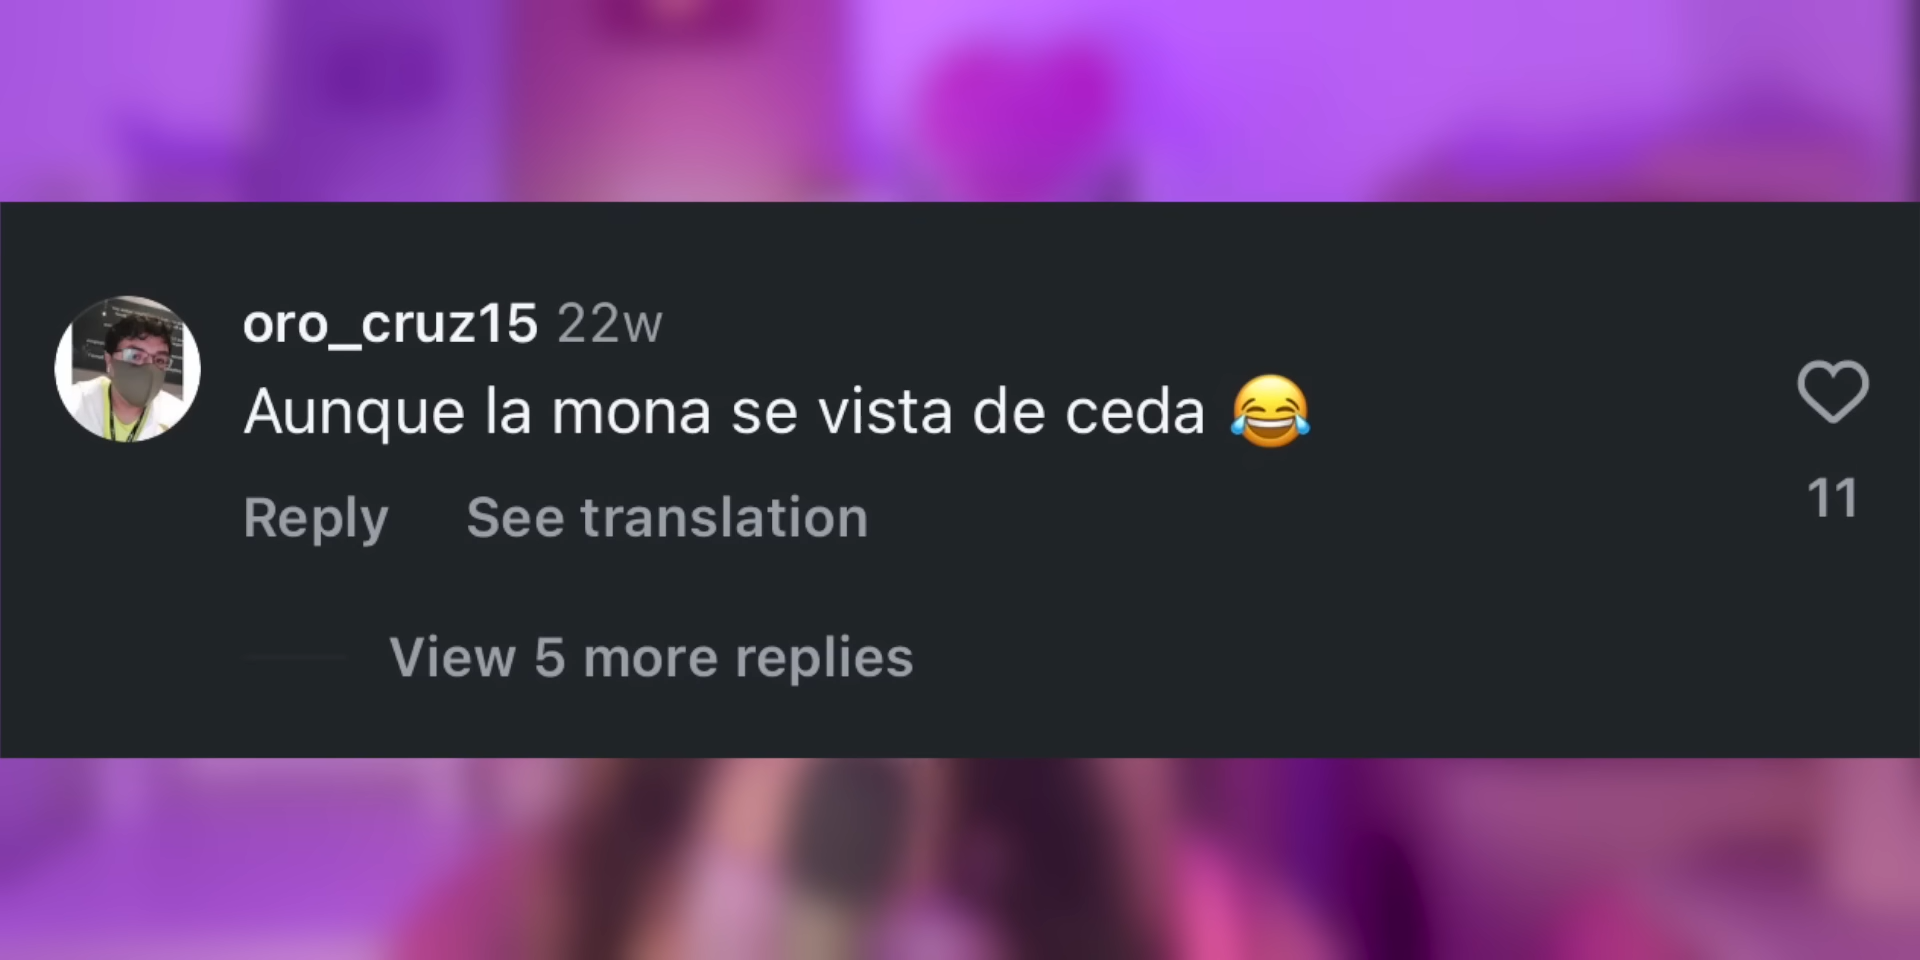 oro_cruz15 22w
Aunque la mona se vista de ceda 😂
11
Reply See translation
View 5 more replies